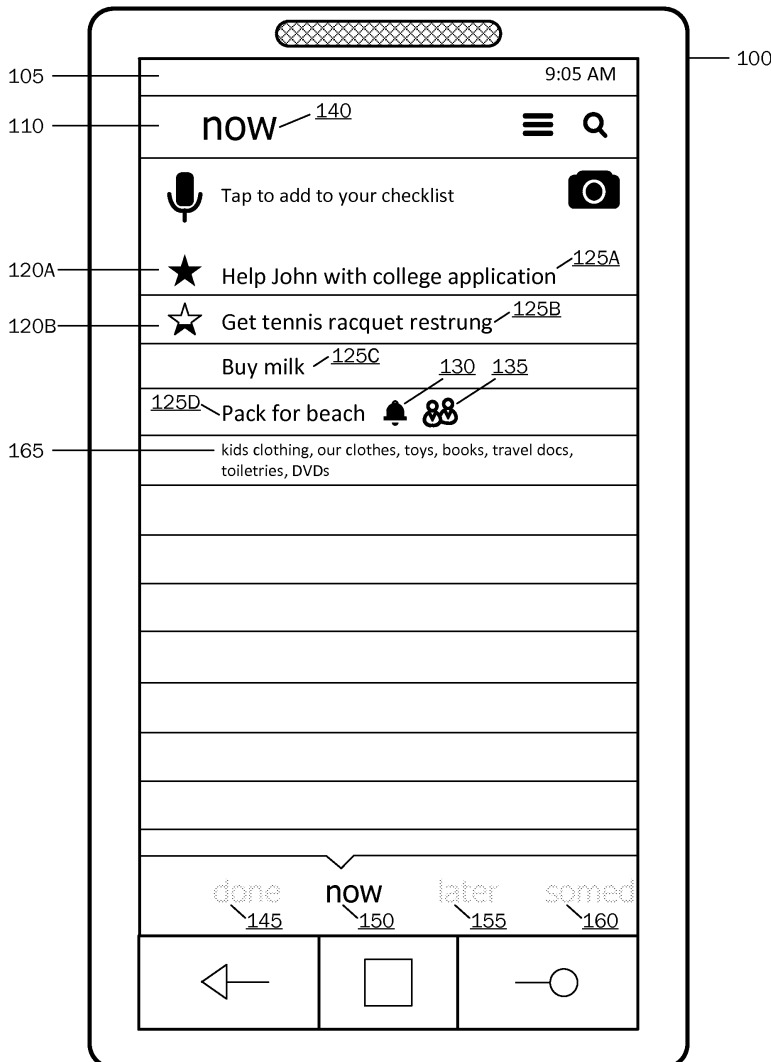 100
105
9:05 AM
110
now
140
Tap to add to your checklist
120A
Help John with college application
125A
120B
Get tennis racquet restrung
125B
Buy milk
125C
130
135
125D
Pack for beach
165
kids clothing, our clothes, toys, books, travel docs,
toiletries, DVDs
done now later somed
145 150 155 160